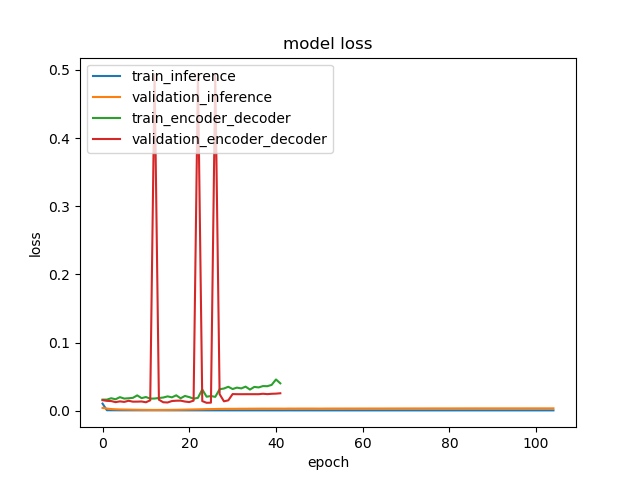 model loss
train_inference
validation_inference
train_encoder_decoder
validation_encoder_decoder
0.5
0.4
0.3
0.2
0.1
0.0
loss
0 20 40 60 80 100
epoch